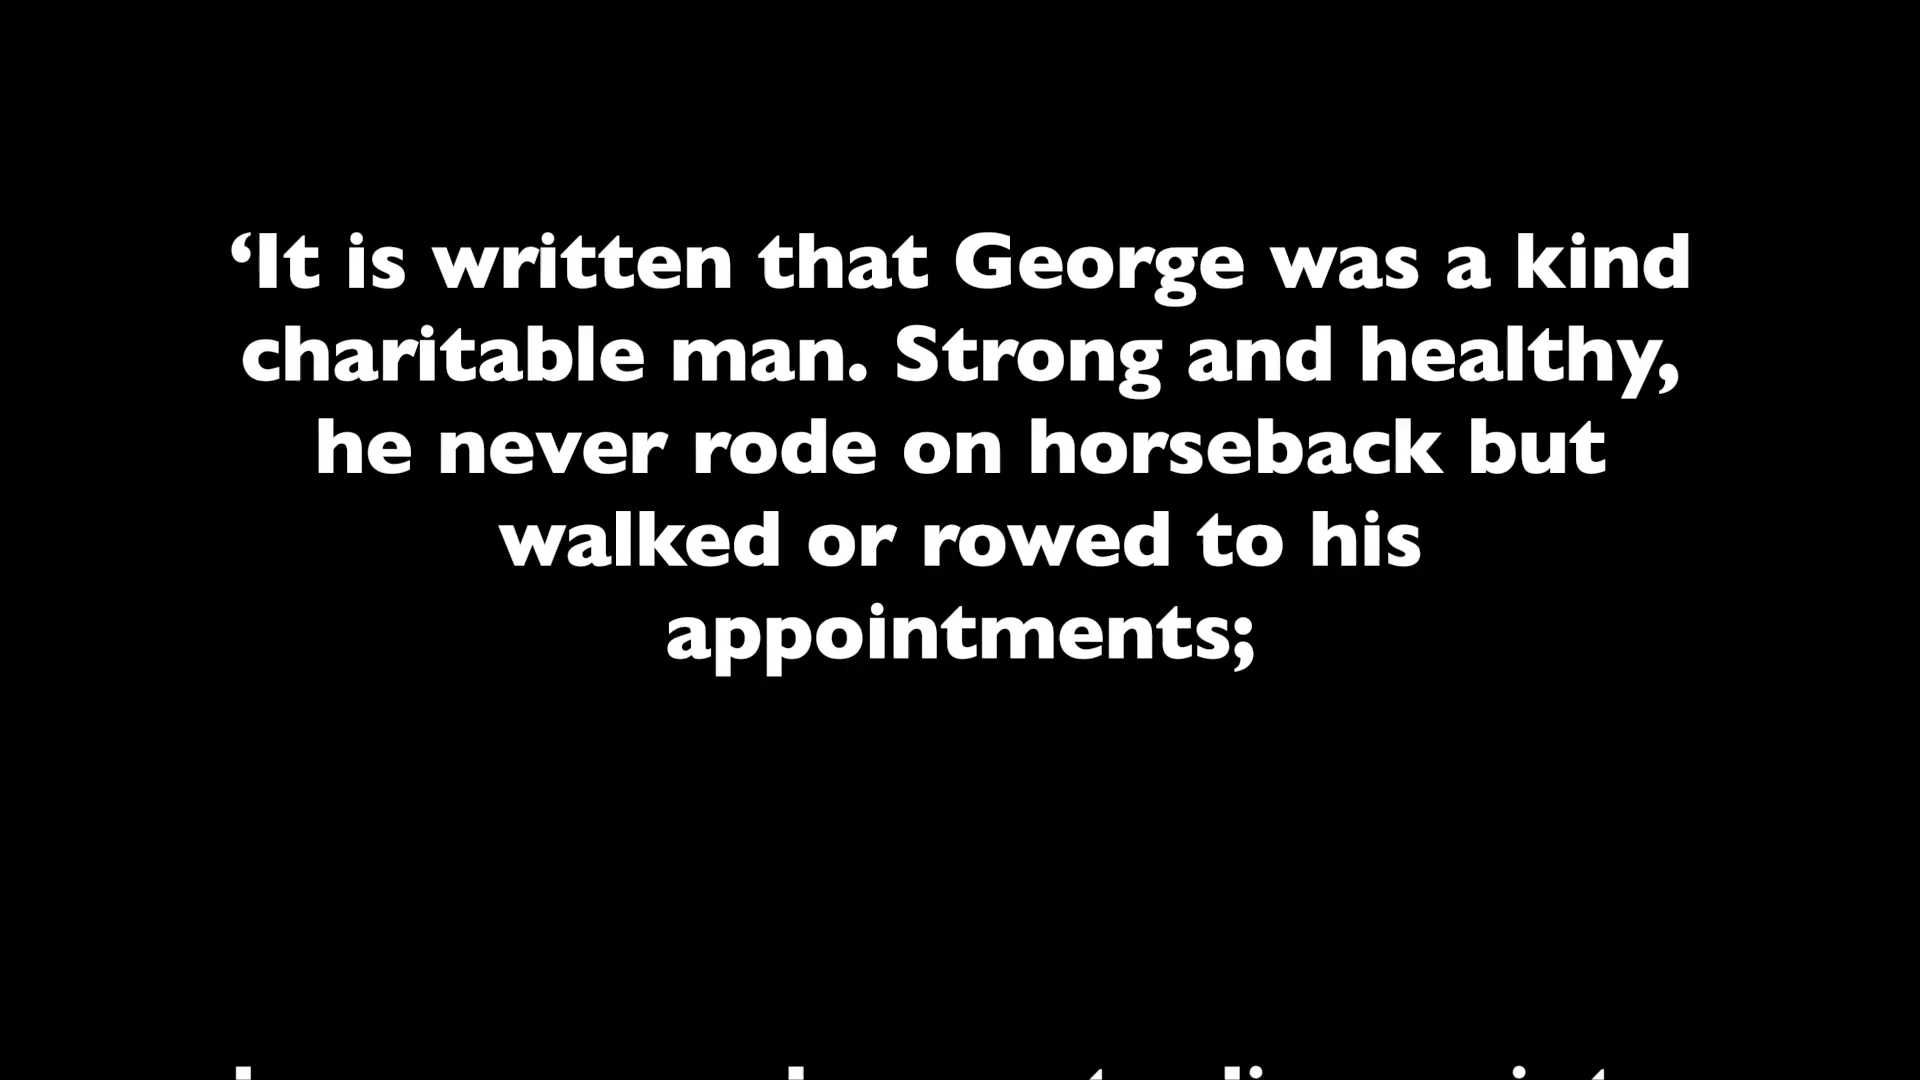 ‘It is written that George was a kind
charitable man. Strong and healthy,
he never rode on horseback but
walked or rowed to his
appointments;